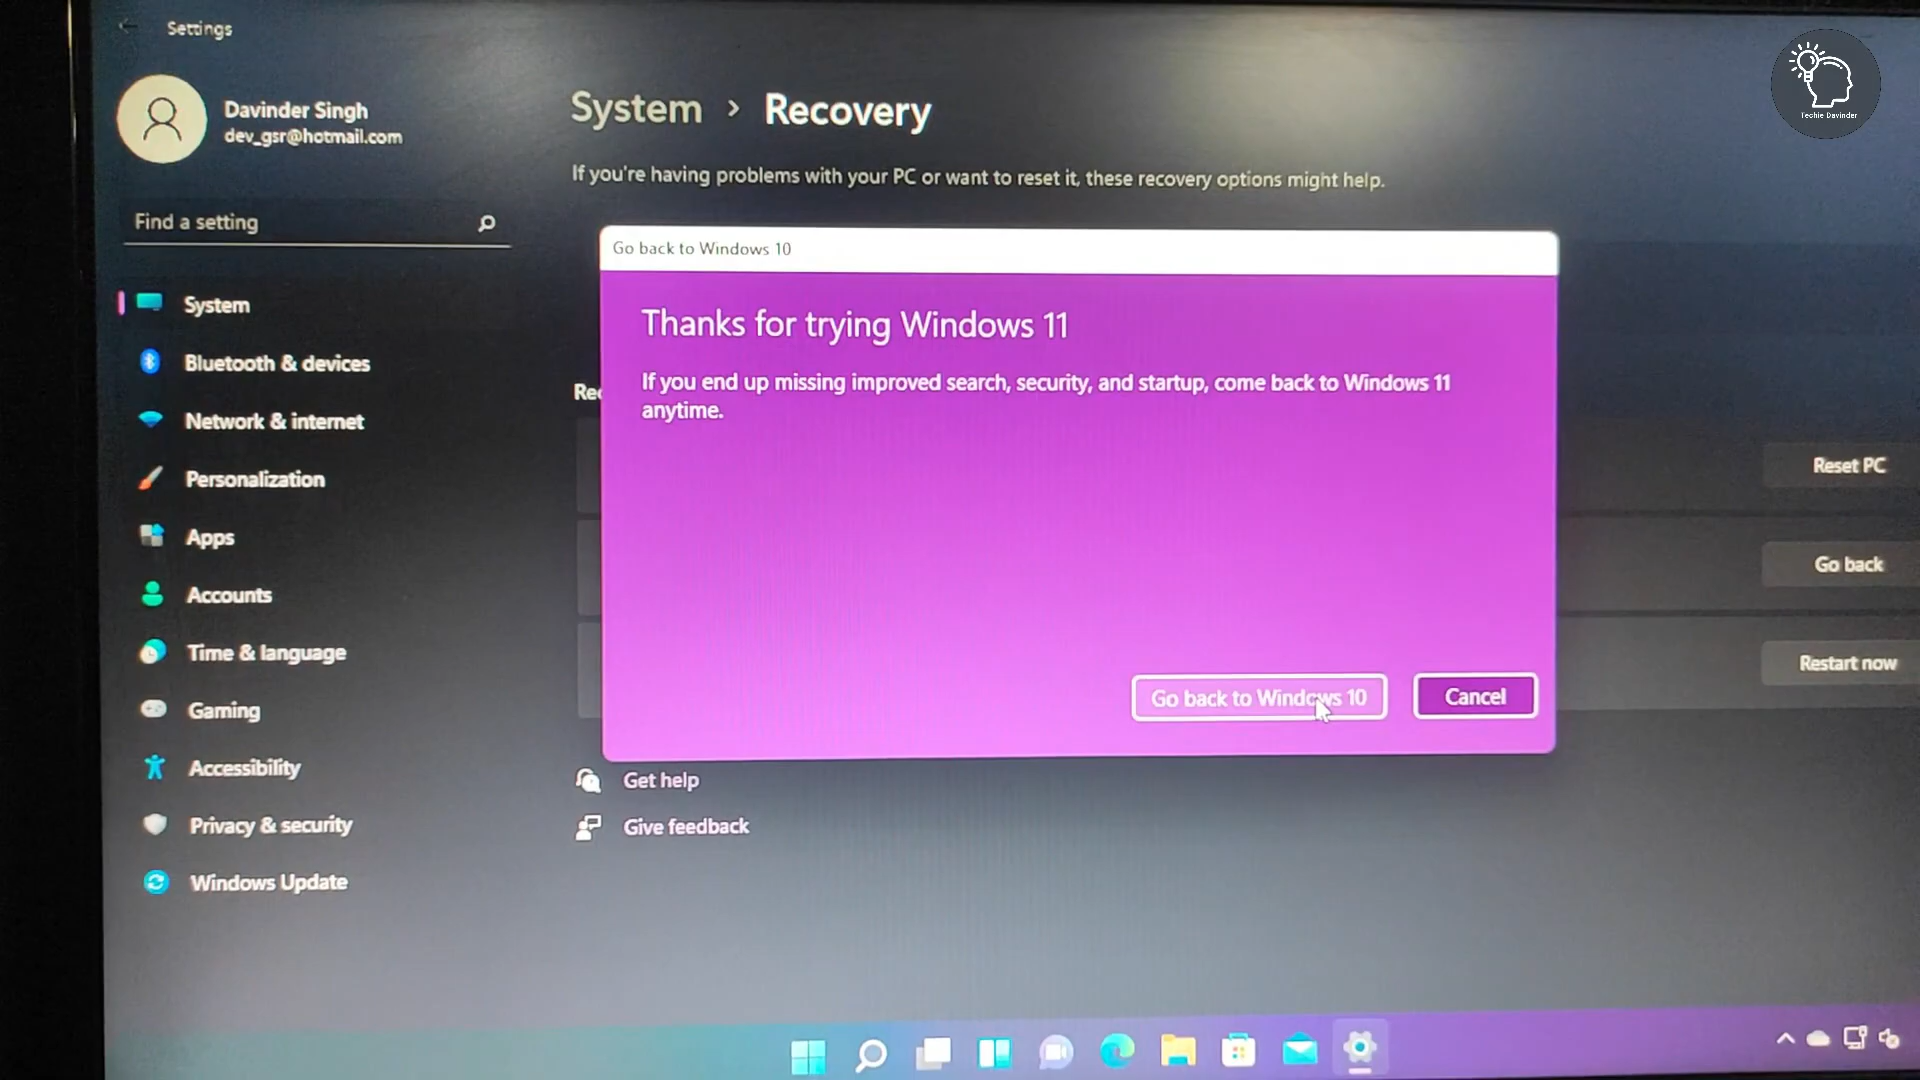 Settings
Techie Davinder
Davinder Singh
dev_gsr@hotmail.com
System > Recovery
If you're having problems with your PC or want to reset it, these recovery options might help.
Find a setting
Go back to Windows 10
Thanks for trying Windows 11
If you end up missing improved search, security, and startup, come back to Windows 11
anytime.
System
Bluetooth & devices
Network & internet
Personalization
Apps
Accounts
Time & language
Gaming
Accessibility
Privacy & security
Windows Update
Reset PC
Go back
Restart now
Go back to Windows 10
Cancel
Get help
Give feedback